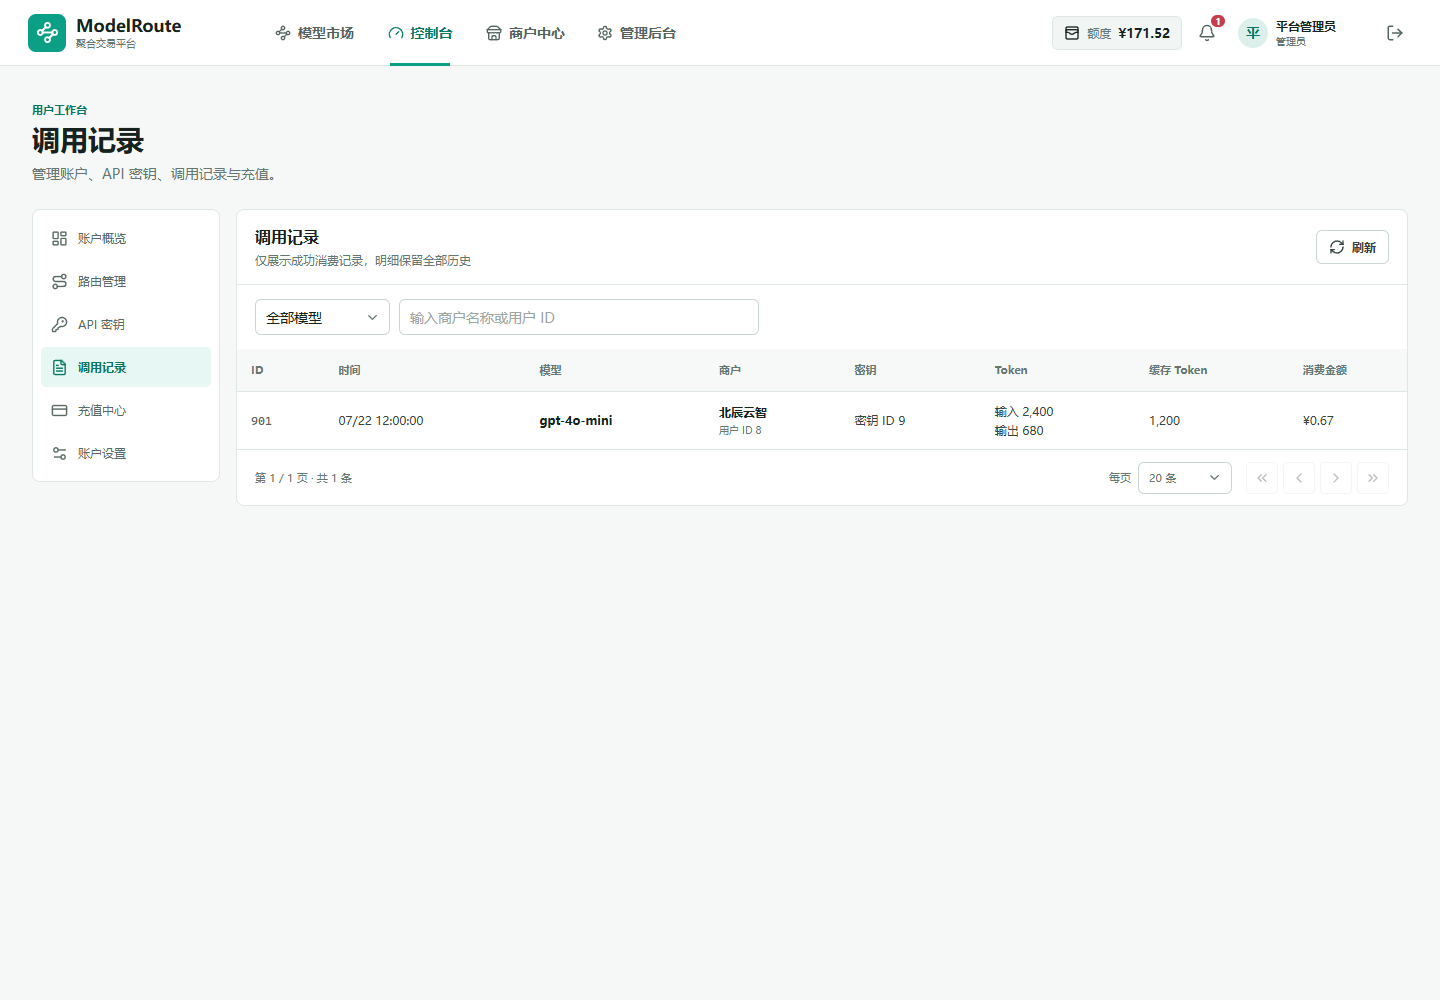 ModelRoute
聚合交易平台
模型市场
控制台
商户中心
管理后台
额度 ¥171.52
1
平
平台管理员
管理员
用户工作台
调用记录
管理账户、API 密钥、调用记录与充值。
账户概览
路由管理
API 密钥
调用记录
充值中心
账户设置
调用记录
仅展示成功消费记录，明细保留全部历史
刷新
全部模型
输入商户名称或用户 ID
ID 时间 模型 商户 密钥 Token 缓存 Token 消费金额
901 07/22 12:00:00 gpt-4o-mini 北辰云智 用户 ID 8 密钥 ID 9 输入 2,400 输出 680 1,200 ¥0.67
第 1 / 1 页 · 共 1 条
每页 20 条